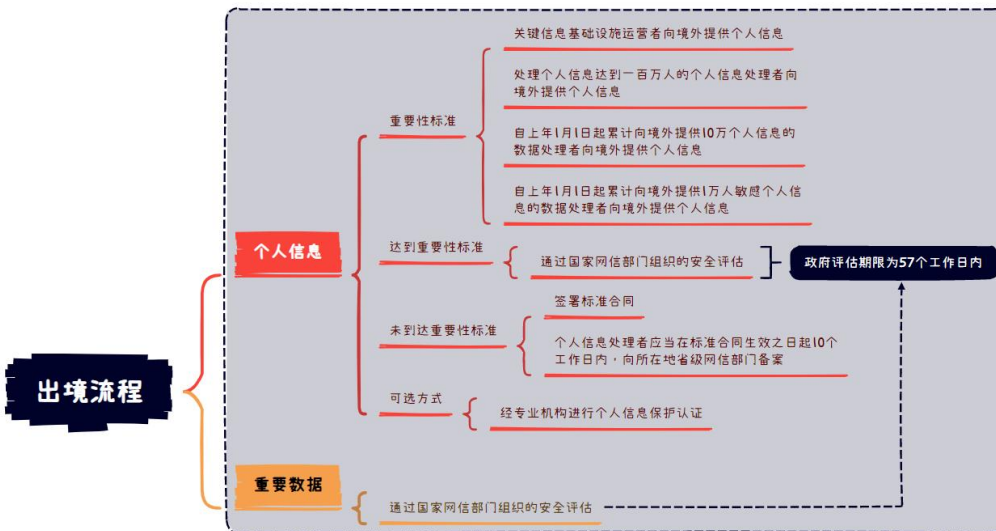 关键信息基础设施运营者向境外提供个人信息
处理个人信息达到一百万人的个人信息处理者向
境外提供个人信息
重要性标准
自上年1月1日起累计向境外提供10万个人信息的
数据处理者向境外提供个人信息
自上年1月1日起累计向境外提供1万人敏感个人信
息的数据处理者向境外提供个人信息
个人信息
达到重要性标准
通过国家网信部门组织的安全评估
政府评估期限为57个工作日内
签署标准合同
未到达重要性标准
个人信息处理者应当在标准合同生效之日起10个
工作日内,向所在地省级网信部门备案
出境流程
可选方式
经专业机构进行个人信息保护认证
重要数据
通过国家网信部门组织的安全评估